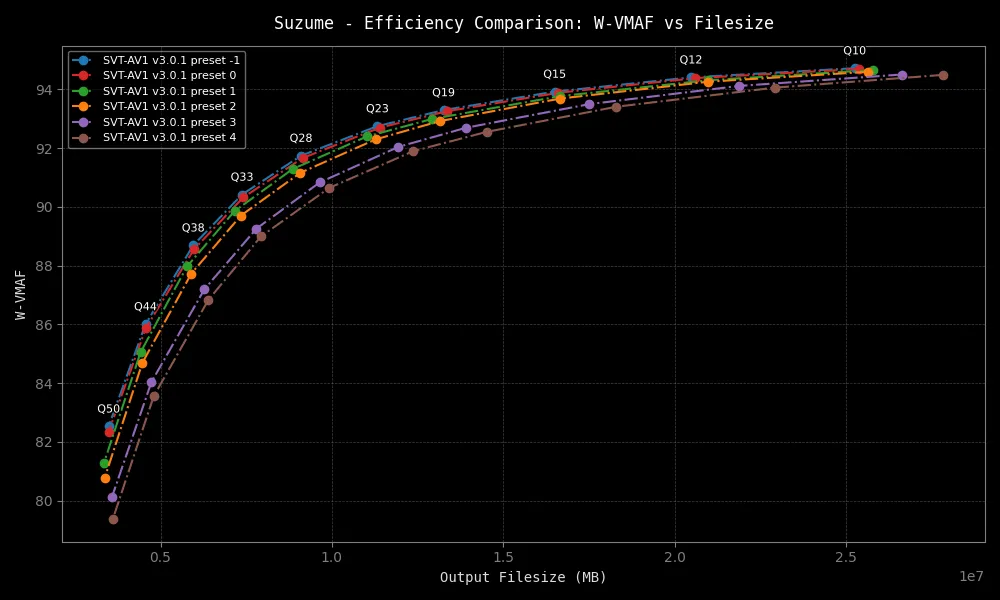 Suzume - Efficiency Comparison: W-VMAF vs Filesize
SVT-AV1 v3.0.1 preset -1
SVT-AV1 v3.0.1 preset 0
SVT-AV1 v3.0.1 preset 1
SVT-AV1 v3.0.1 preset 2
SVT-AV1 v3.0.1 preset 3
SVT-AV1 v3.0.1 preset 4
Q10
Q12
Q15
Q19
Q23
Q28
Q33
Q38
Q44
Q50
94
92
90
88
86
84
82
80
W-VMAF
0.5 1.0 1.5 2.0 2.5
1e7
Output Filesize (MB)